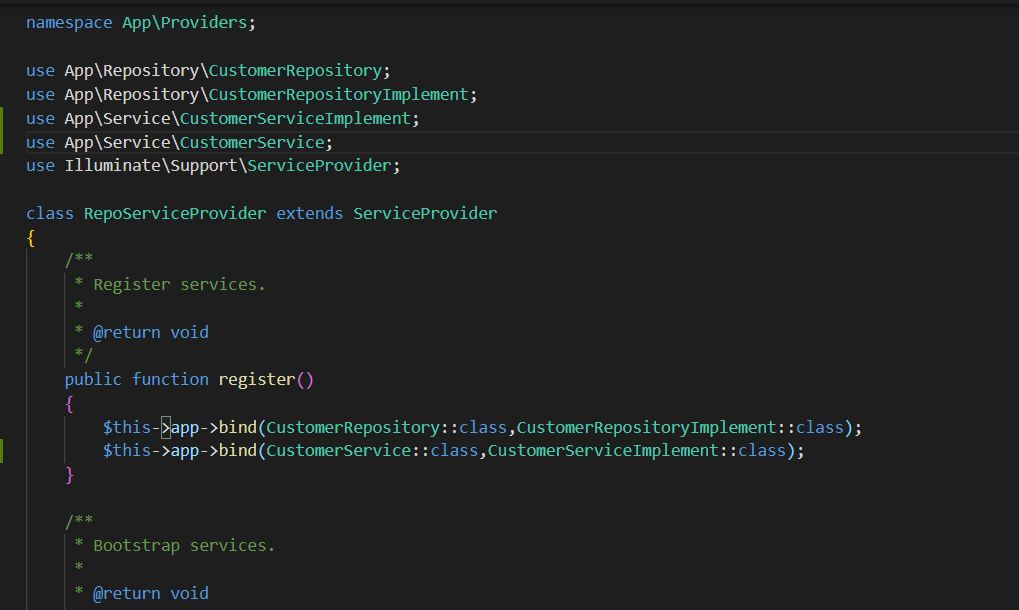 namespace App\Providers;
use App\Repository\CustomerRepository;
use App\Repository\CustomerRepositoryImplement;
use App\Service\CustomerServiceImplement;
use App\Service\CustomerService;
use Illuminate\Support\ServiceProvider;
class RepoServiceProvider extends ServiceProvider
{
/**
* Register services.
*
* @return void
*/
public function register()
{
$this->app->bind(CustomerRepository::class,CustomerRepositoryImplement::class);
$this->app->bind(CustomerService::class,CustomerServiceImplement::class);
}
/**
* Bootstrap services.
*
* @return void